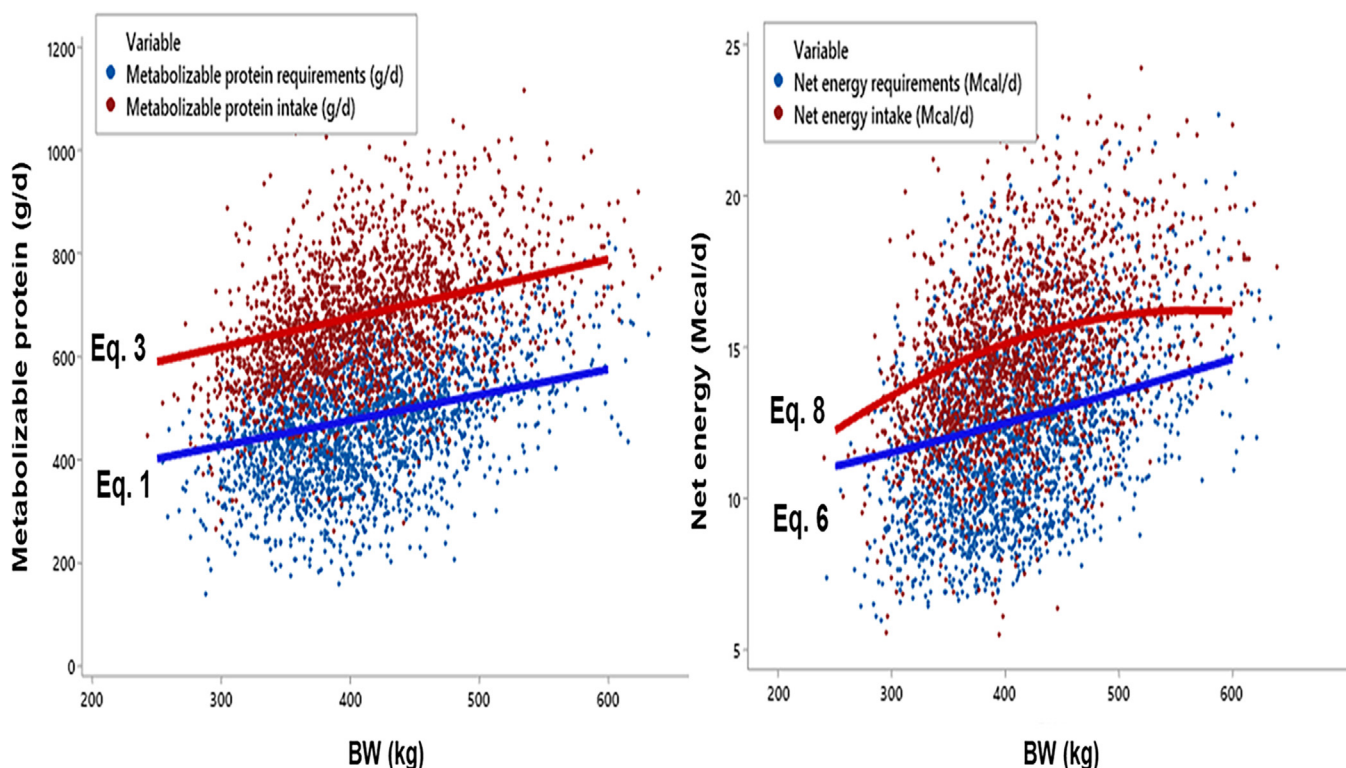 Variable
Metabolizable protein requirements (g/d)
Metabolizable protein intake (g/d)
Metabolizable protein (g/d)
1200
1000
800
600
400
200
0
Eq. 3
Eq. 1
200
300
400
500
600
BW (kg)
Variable
Net energy requirements (Mcal/d)
Net energy intake (Mcal/d)
Net energy (Mcal/d)
25
20
15
10
5
Eq. 8
Eq. 6
200
300
400
500
600
BW (kg)